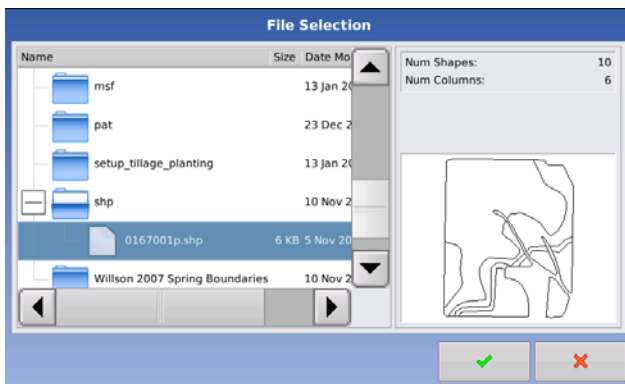 File Selection
Name Size Date Mo
msf 13 Jan 20
pat 23 Dec 2
setup_tillage_planting 13 Jan 20
shp 10 Nov 2
0167001p.shp 6 KB 5 Nov 20
Willson 2007 Spring Boundaries 10 Nov 2
Num Shapes: 10
Num Columns: 6